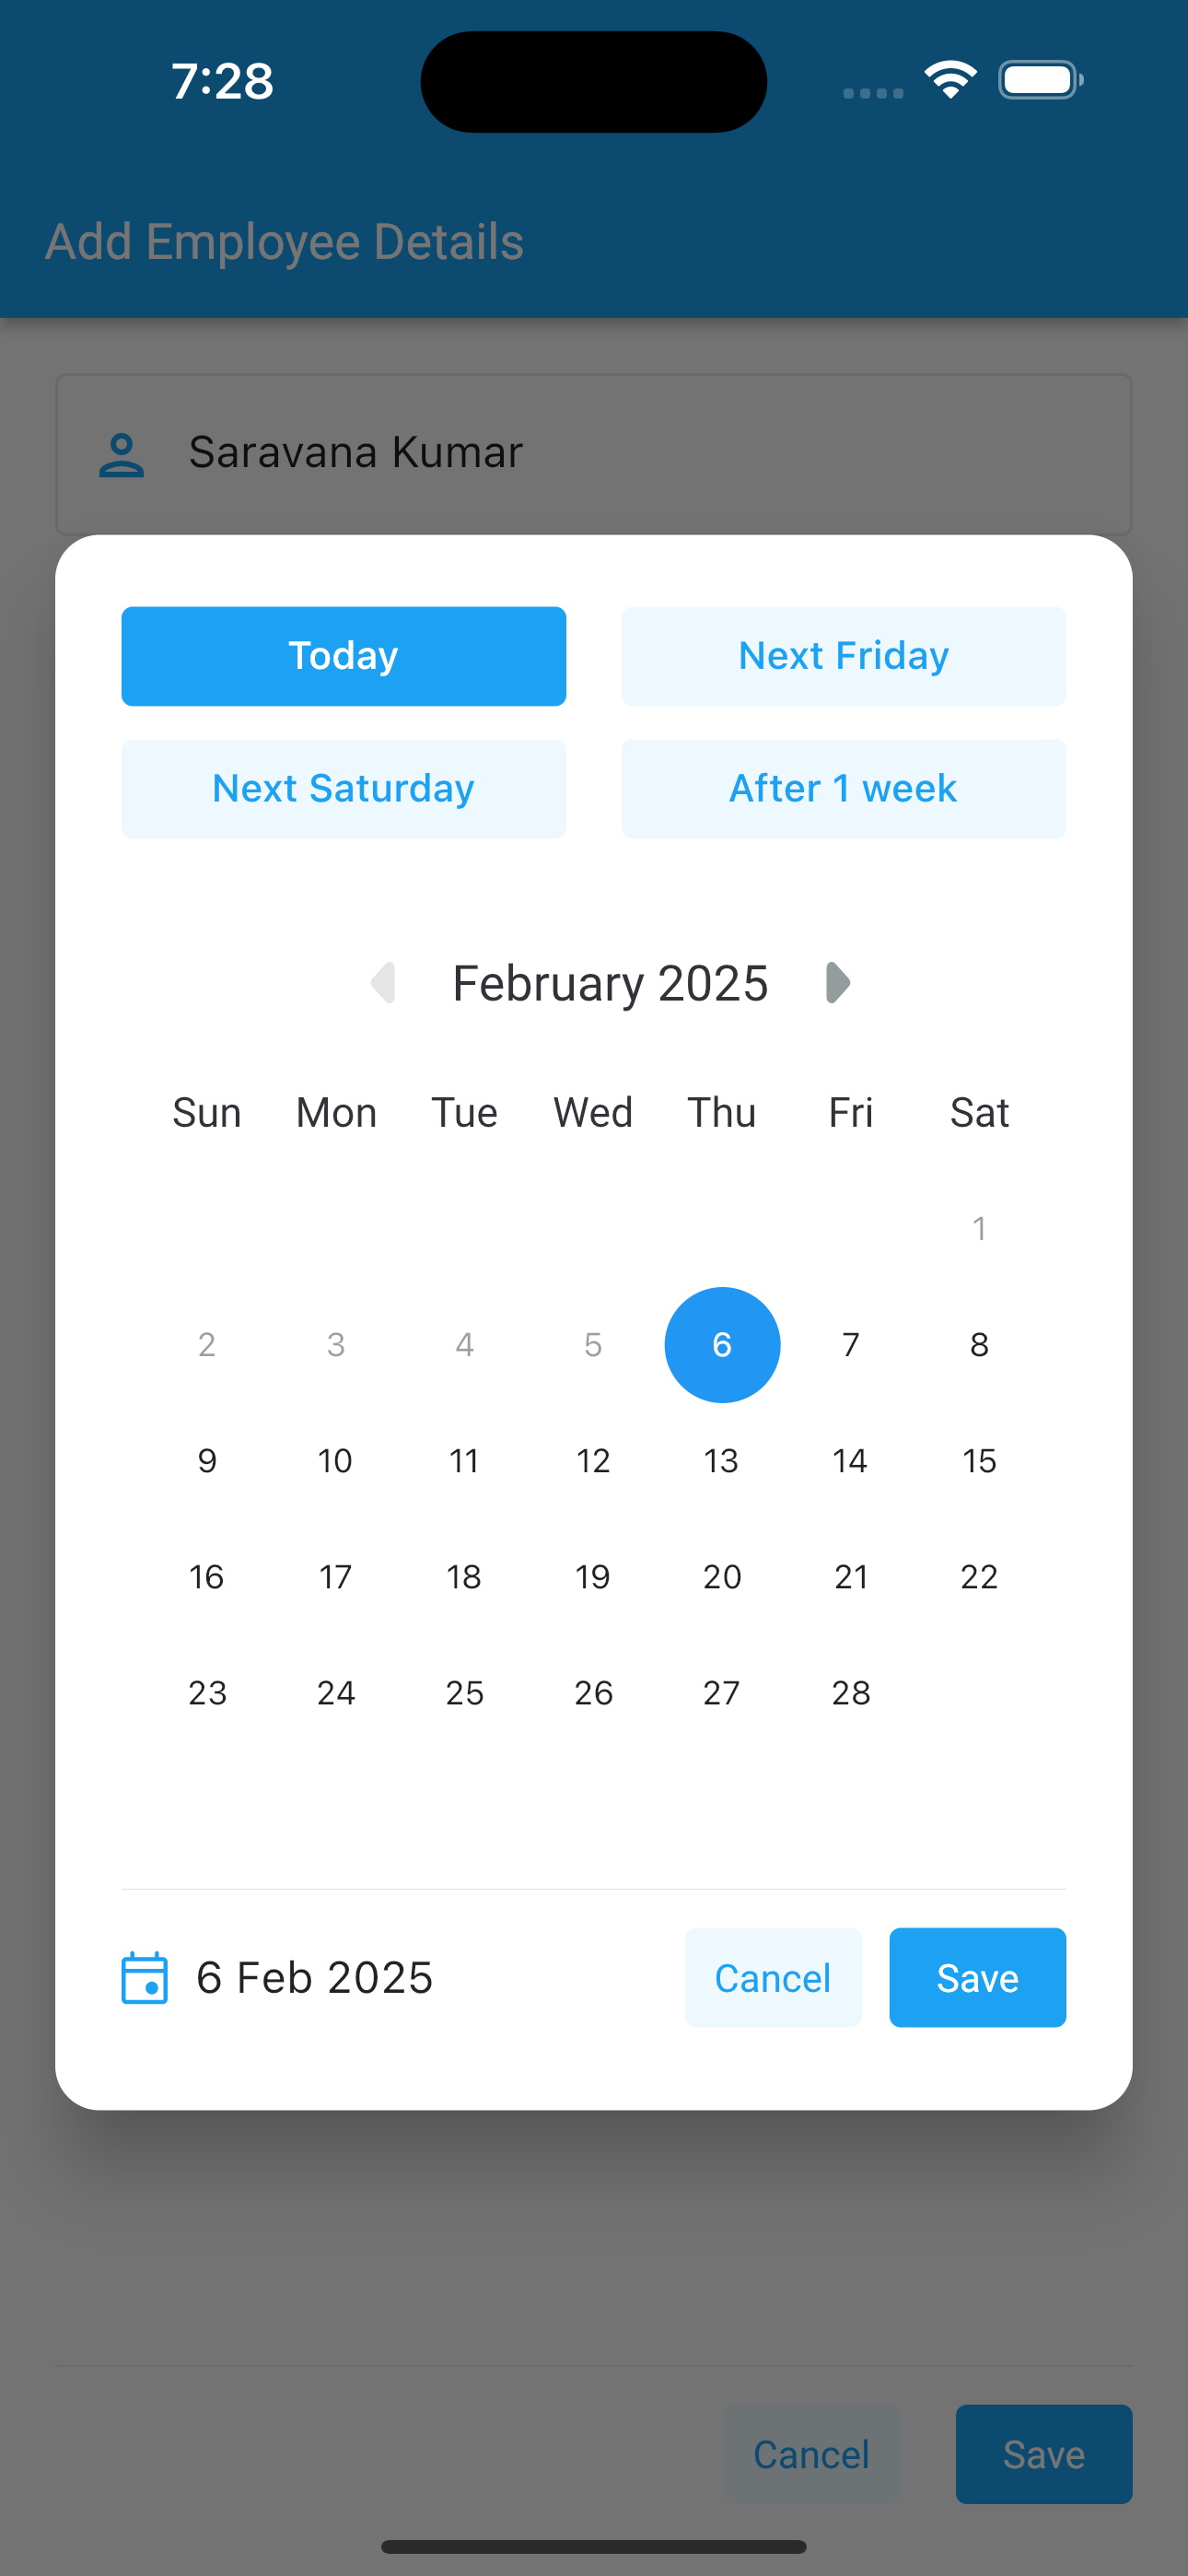 7:28
Add Employee Details
Saravana Kumar
Today Next Friday
Next Saturday After 1 week
February 2025
Sun Mon Tue Wed Thu Fri Sat
1
2 3 4 5 6 7 8
9 10 11 12 13 14 15
16 17 18 19 20 21 22
23 24 25 26 27 28
6 Feb 2025 Cancel Save
Cancel Save